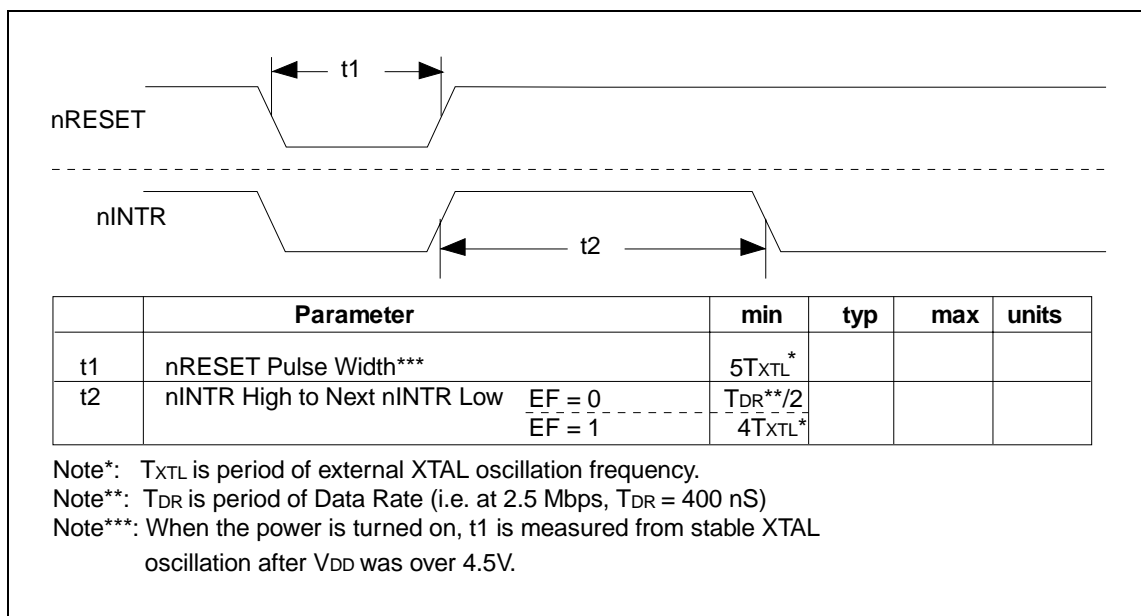 t1
nRESET
nINTR
t2
Parameter min typ max units
t1 nRESET Pulse Width*** 5TXTL*
t2 nINTR High to Next nINTR Low EF = 0 TDR**/2
EF = 1 4TXTL*
Note*: TXTL is period of external XTAL oscillation frequency.
Note**: TDR is period of Data Rate (i.e. at 2.5 Mbps, TDR = 400 nS)
Note***: When the power is turned on, t1 is measured from stable XTAL
oscillation after VDD was over 4.5V.